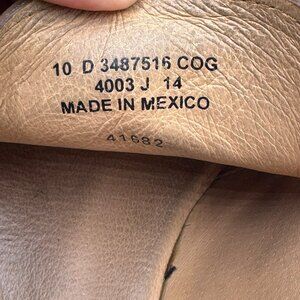 10 D 3487516 COG
4003 J 14
MADE IN MEXICO
41682